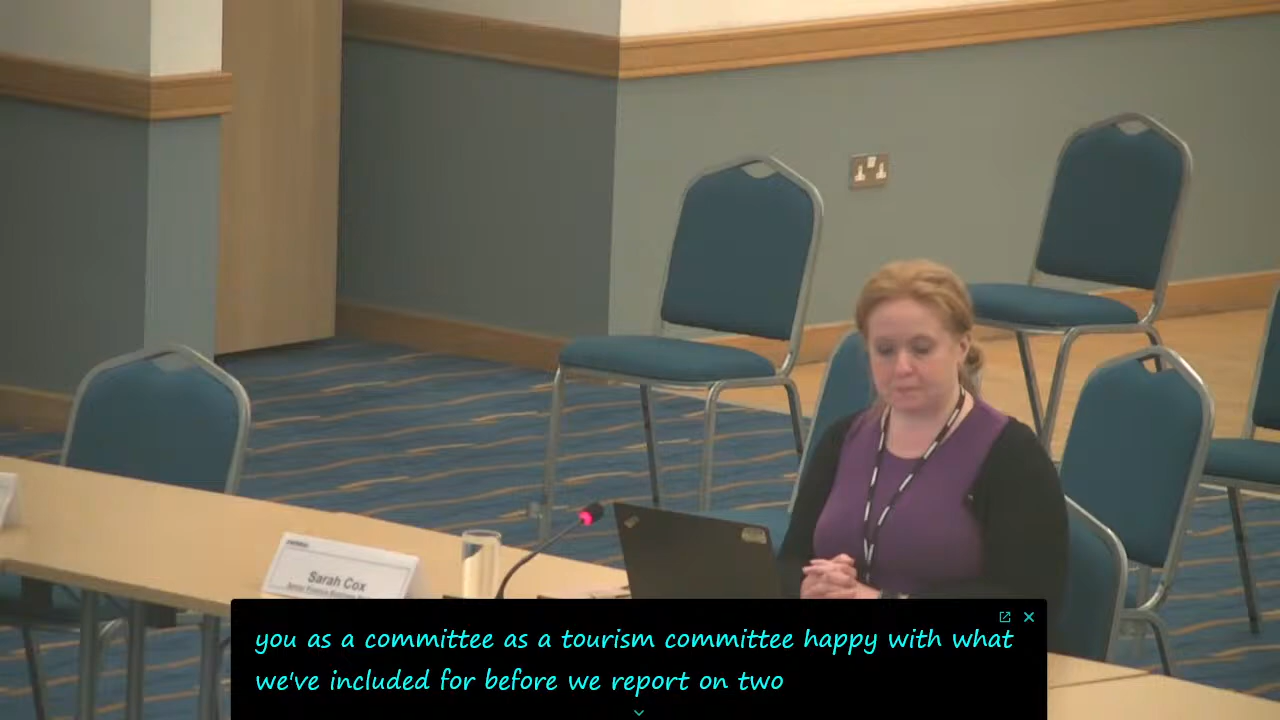 Sarah Cox
you as a committee as a tourism committee happy with what
we've included for before we report on two